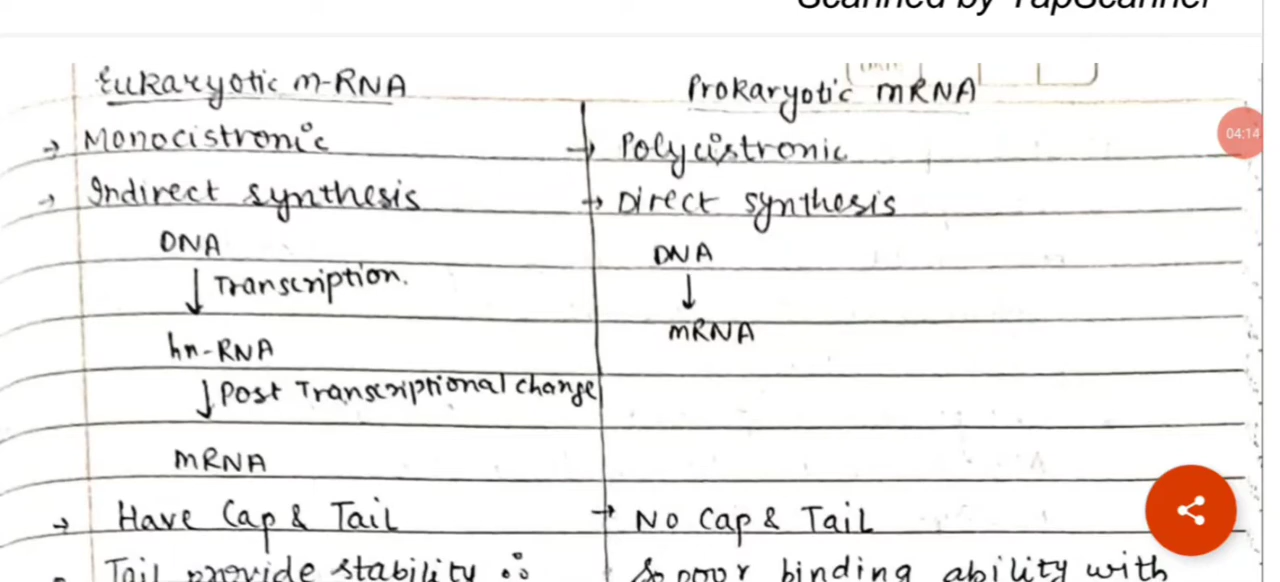 Scanned by TapScanner
Eukaryotic m-RNA
Prokaryotic mRNA
→ Monocistronic
→ Polycistronic
→ Indirect synthesis
→ Direct synthesis
DNA
DNA
↓ Transcription.
↓
hn-RNA
mRNA
↓ Post Transcriptional change
mRNA
→ Have Cap & Tail
→ No Cap & Tail
Tail provide stability ∴
So poor binding ability with
04:14